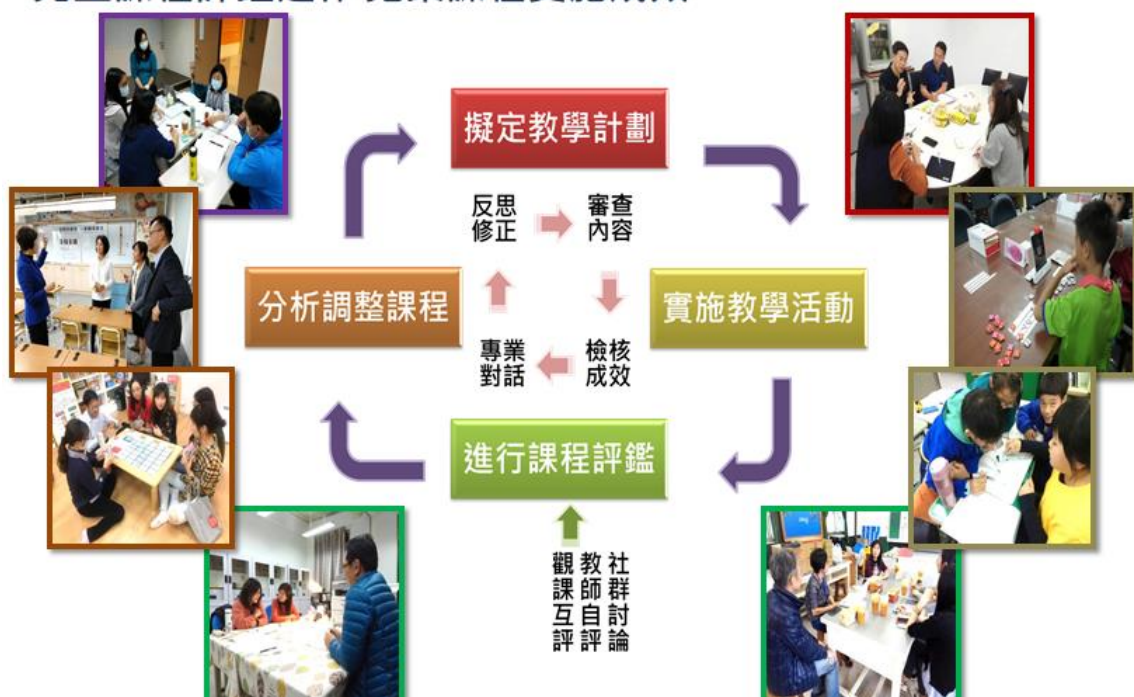 擬定教學計劃
反思
修正
審查
內容
分析調整課程
實施教學活動
專業
對話
檢核
成效
進行課程評鑑
觀課互評
教師自評
社群討論